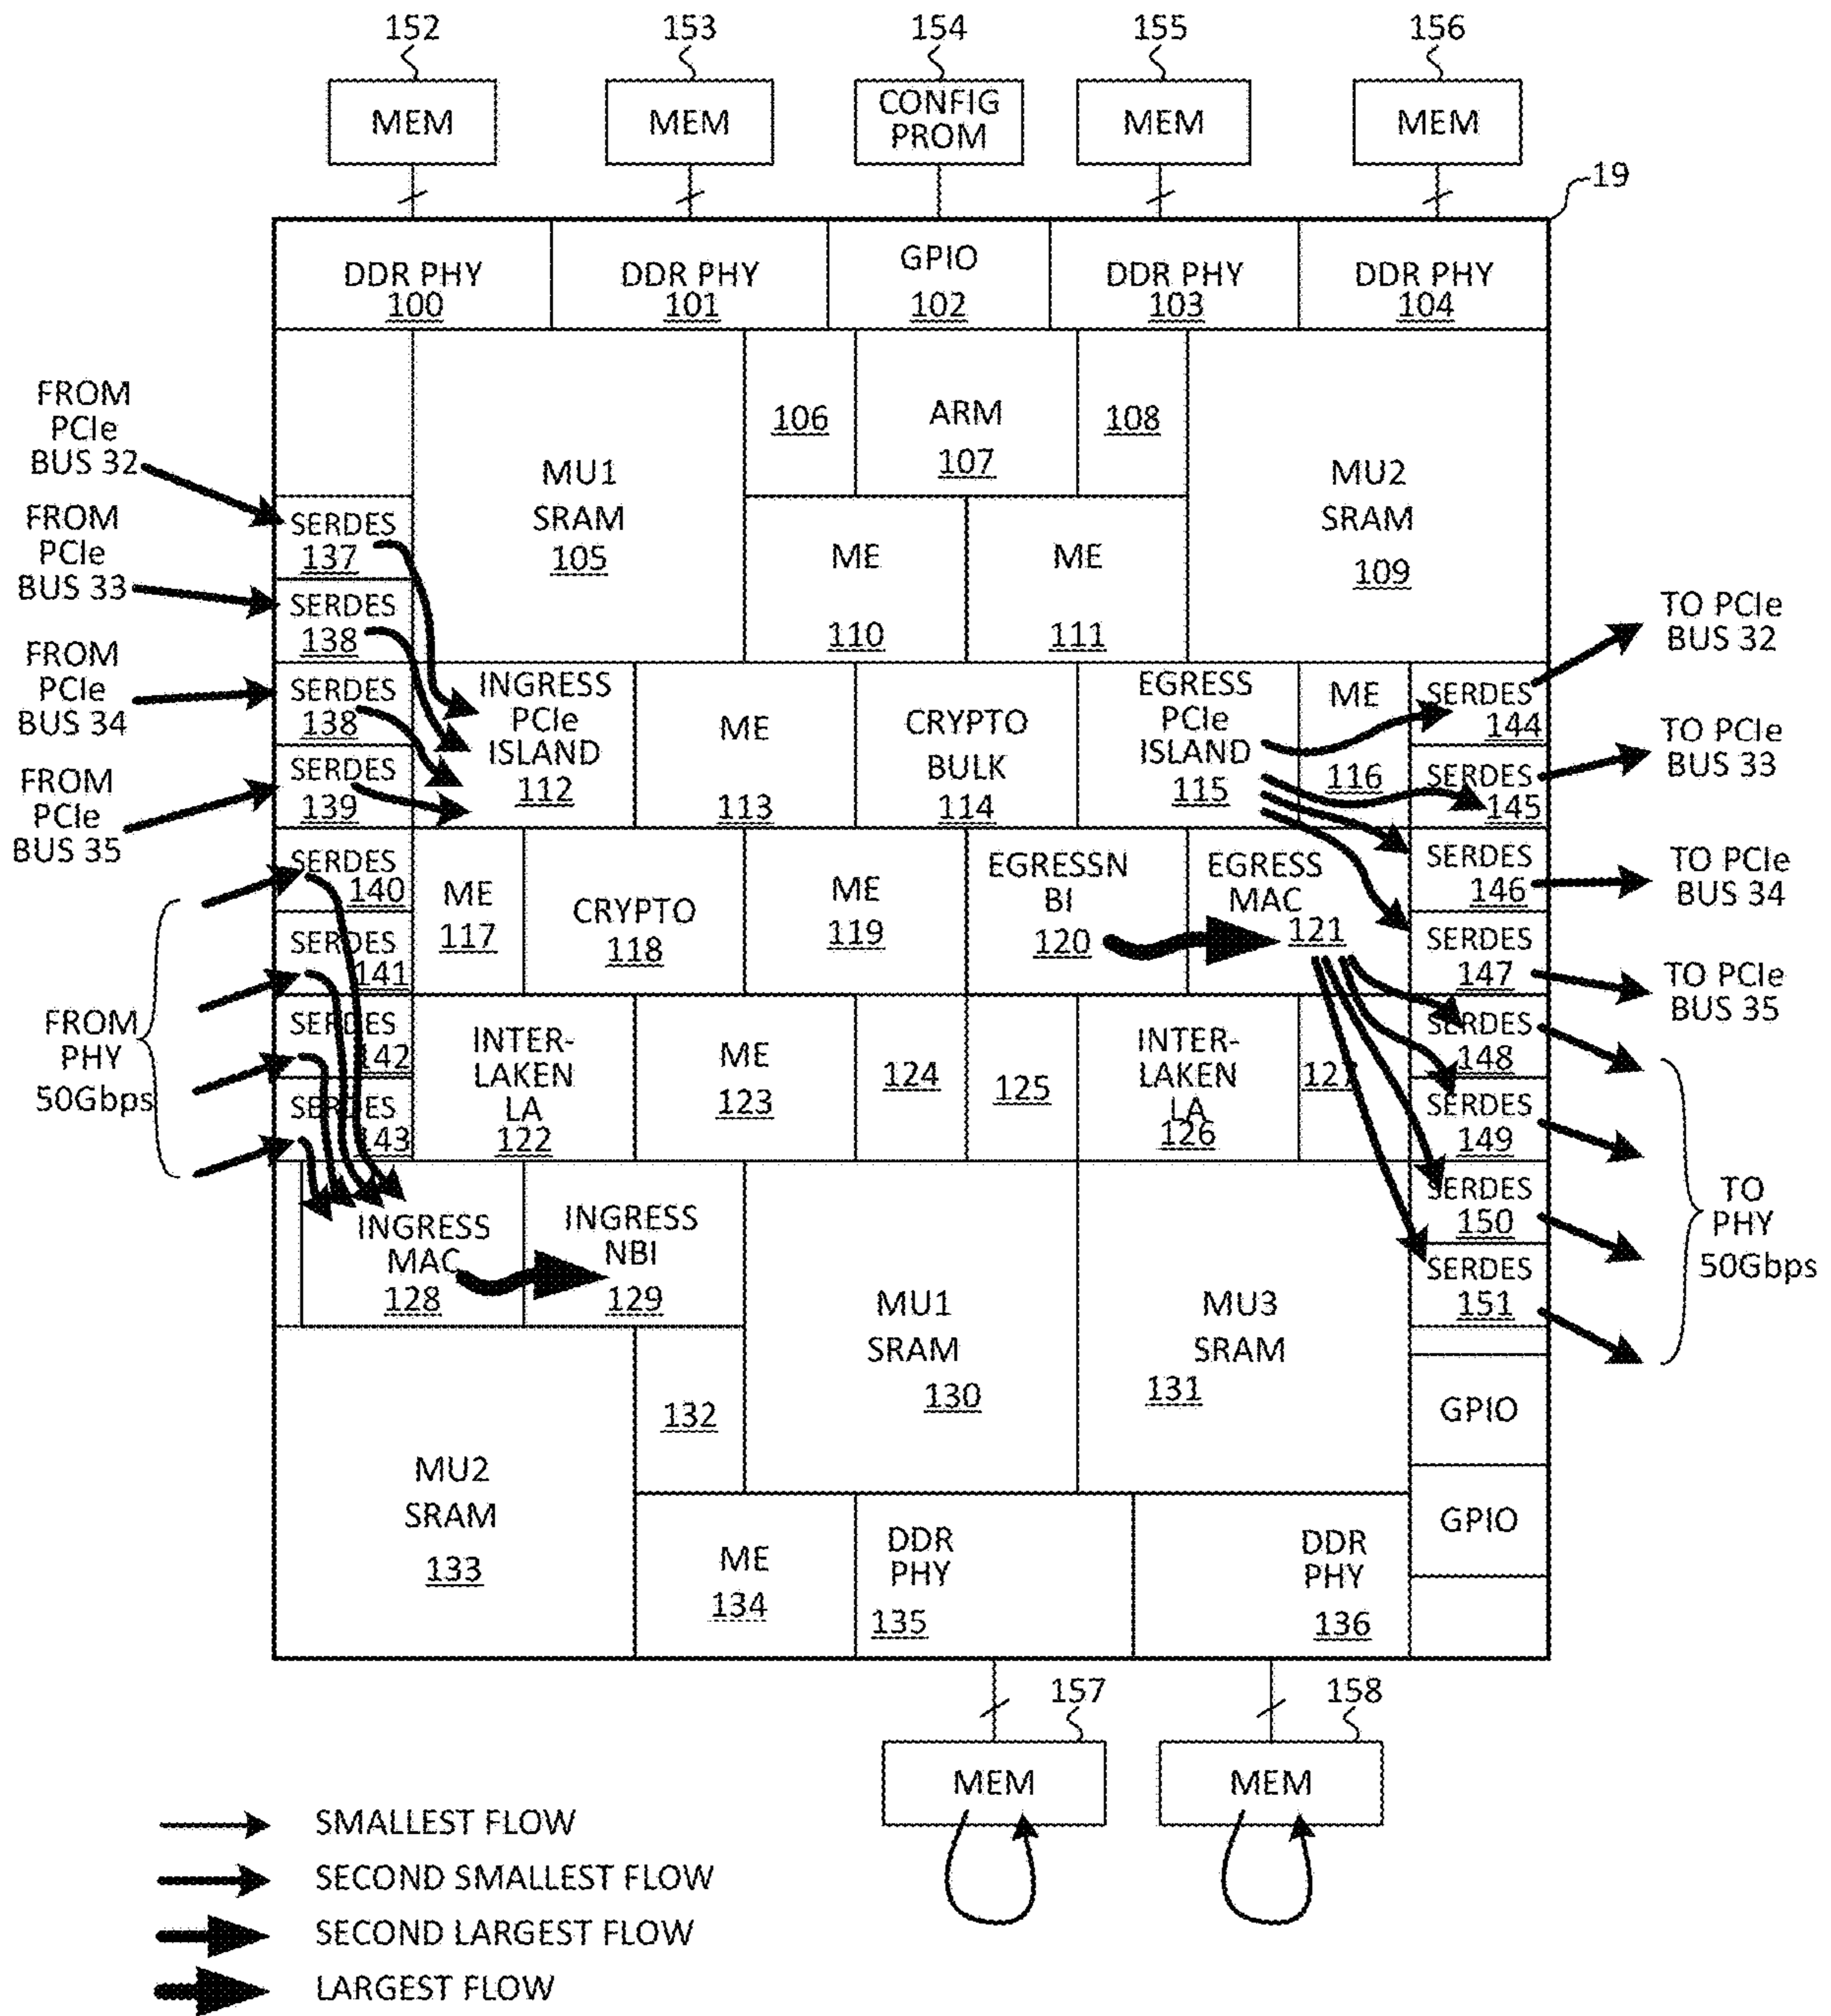 152 153 154 155 156
MEM MEM CONFIG PROM MEM MEM
19
DDR PHY 100
DDR PHY 101
GPIO 102
DDR PHY 103
DDR PHY 104
FROM
PCIe
BUS 32
FROM
PCIe
BUS 33
FROM
PCIe
BUS 34
FROM
PCIe
BUS 35
MU1
SRAM
105
106
ARM
107
108
MU2
SRAM
109
ME
110
ME
111
SERDES
137
SERDES
138
SERDES
138
SERDES
139
INGRESS
PCIe
ISLAND
112
ME
113
CRYPTO
BULK
114
EGRESS
PCIe
ISLAND
115
ME
116
SERDES
144
SERDES
145
TO PCIe
BUS 32
TO PCIe
BUS 33
TO PCIe
BUS 34
TO PCIe
BUS 35
SERDES
140
SERDES
141
ME
117
CRYPTO
118
ME
119
EGRESSN
BI
120
EGRESS
MAC
121
SERDES
146
SERDES
147
FROM
PHY
50Gbps
SERDES
142
SERDES
143
INTER-
LAKEN
LA
122
ME
123
124
125
INTER-
LAKEN
LA
126
127
SERDES
148
SERDES
149
INGRESS
MAC
128
INGRESS
NBI
129
MU1
SRAM
130
MU3
SRAM
131
SERDES
150
SERDES
151
TO
PHY
50Gbps
GPIO
GPIO
132
MU2
SRAM
133
ME
134
DDR
PHY
135
DDR
PHY
136
157
158
MEM
MEM
SMALLEST FLOW
SECOND SMALLEST FLOW
SECOND LARGEST FLOW
LARGEST FLOW